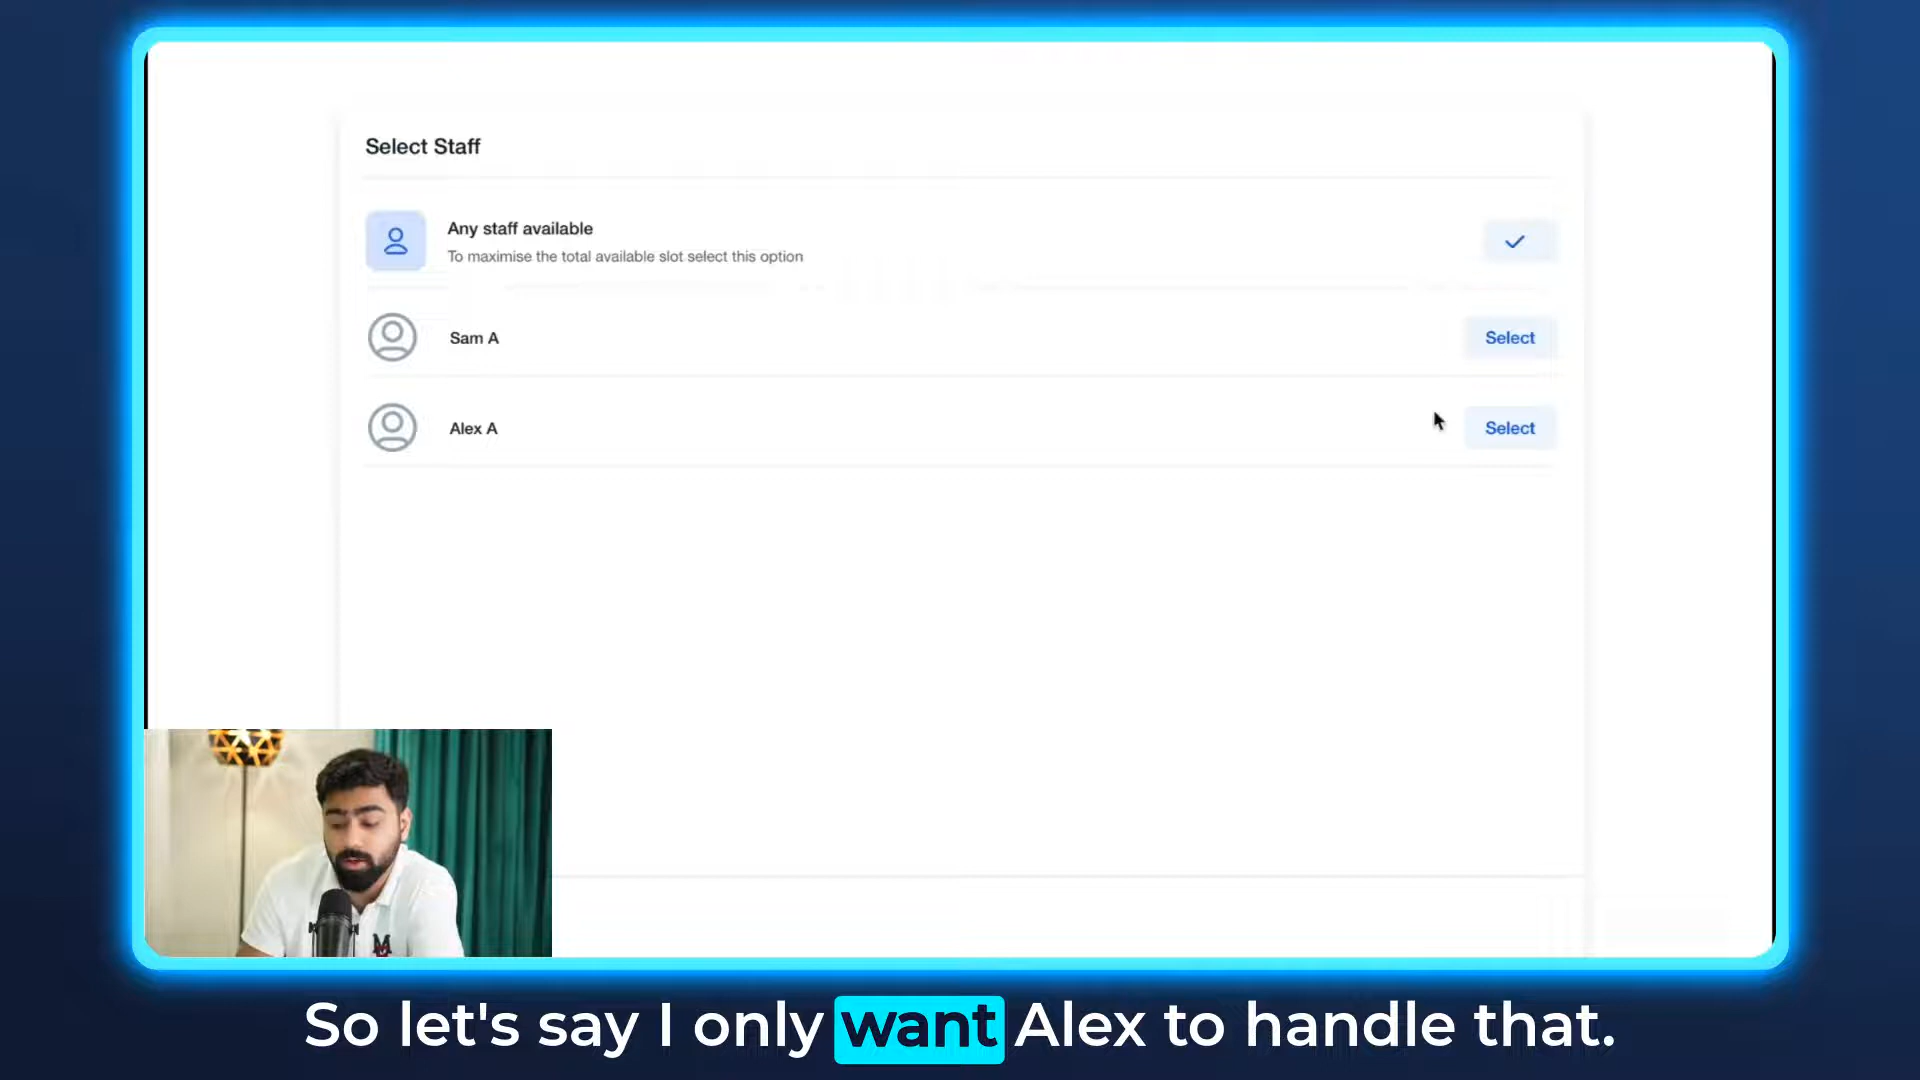 Select Staff
Any staff available
To maximise the total available slot select this option
Sam A
Select
Alex A
Select
So let's say I only want Alex to handle that.